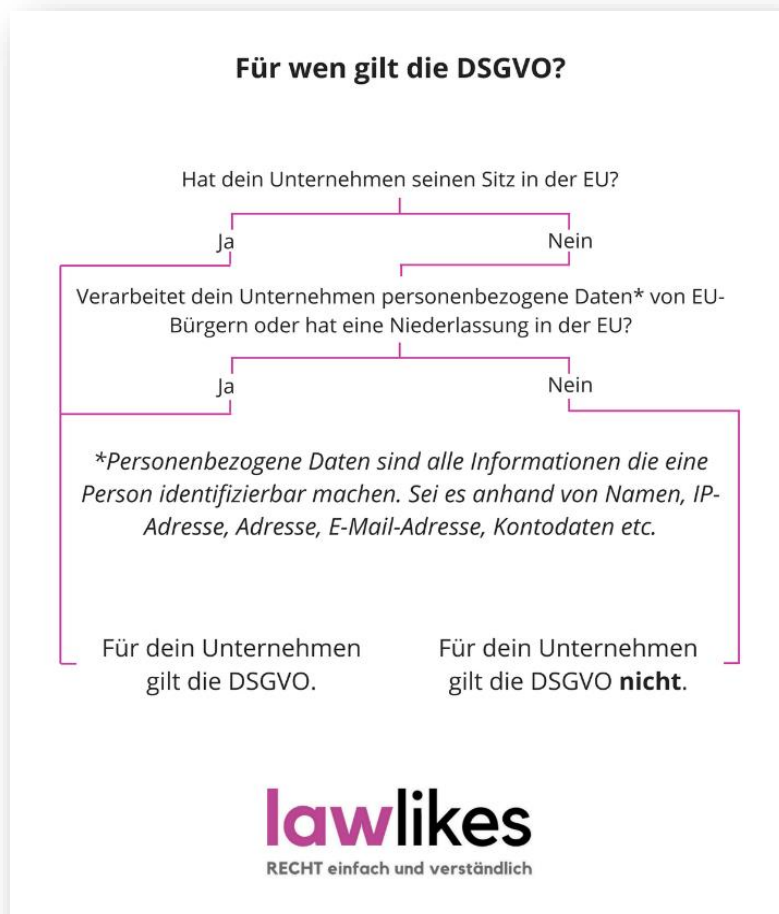 Für wen gilt die DSGVO?
Hat dein Unternehmen seinen Sitz in der EU?
Ja
Nein
Verarbeitet dein Unternehmen personenbezogene Daten* von EU-
Bürgern oder hat eine Niederlassung in der EU?
Ja
Nein
*Personenbezogene Daten sind alle Informationen die eine
Person identifizierbar machen. Sei es anhand von Namen, IP-
Adresse, Adresse, E-Mail-Adresse, Kontodaten etc.
Für dein Unternehmen
gilt die DSGVO.
Für dein Unternehmen
gilt die DSGVO nicht.
lawlikes
RECHT einfach und verständlich